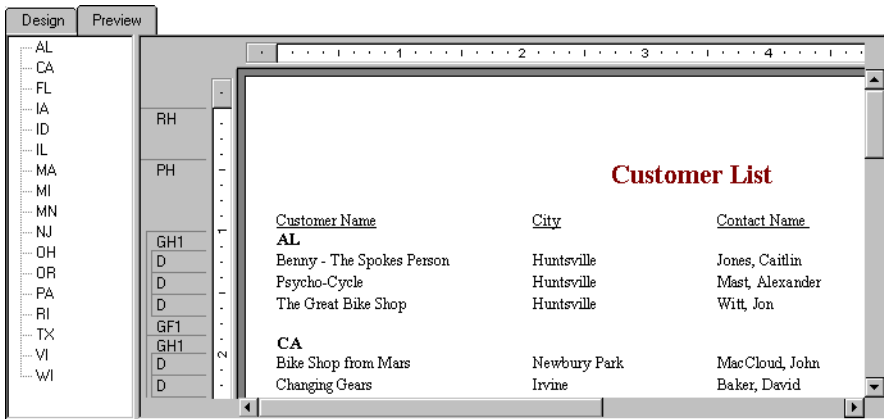 Design Preview
AL
CA
FL
IA
ID
IL
MA
MI
MN
NJ
OH
OR
PA
RI
TX
VI
WI
RH
PH
GH1
D
D
D
GF1
GH1
D
D
1 2 3 4
1
2
Customer List
Customer Name City Contact Name
AL
Benny - The Spokes Person Huntsville Jones, Caitlin
Psycho-Cycle Huntsville Mast, Alexander
The Great Bike Shop Huntsville Witt, Jon
CA
Bike Shop from Mars Newbury Park MacCloud, John
Changing Gears Irvine Baker, David